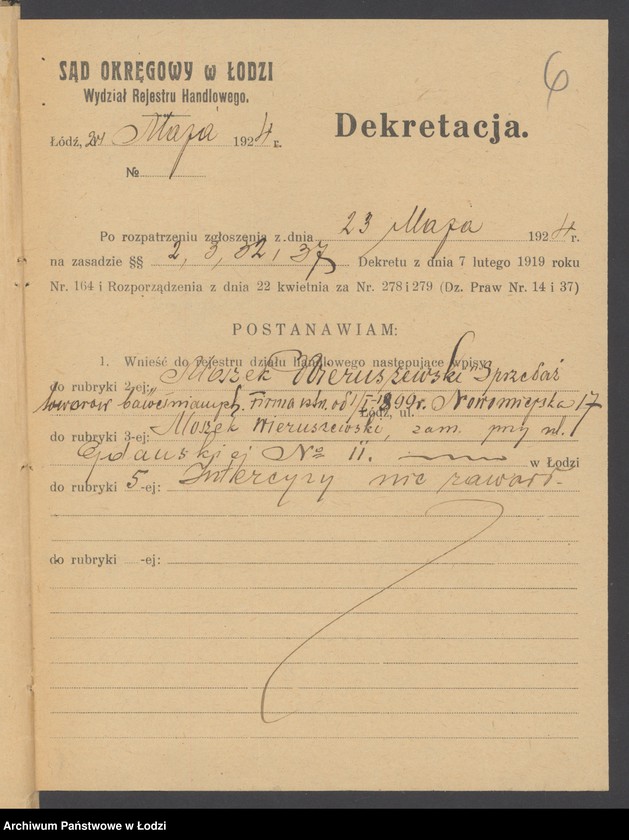 6
SĄD OKRĘGOWY w ŁODZI
Wydział Rejestru Handlowego.
Dekretacja.
Łódź, 24 Maja 1924 r.
№
Po rozpatrzeniu zgłoszenia z dnia 23 Maja 1924 r.
na zasadzie §§ 2, 3, 32, 37 Dekretu z dnia 7 lutego 1919 roku
Nr. 164 i Rozporządzenia z dnia 22 kwietnia za Nr. 278 i 279 (Dz. Praw Nr. 14 i 37)
POSTANAWIAM:
1. Wnieść do rejestru działu handlowego następujące wpisy
do rubryki 2-ej: „Moszek Wieruszewski" Sprzedaż
towarów bawełnianych. Firma istn. od 1/I-1899r. Nowomiejska 17
Łódź, ul.
do rubryki 3-ej: Moszek Wieruszewski, zam. przy ul.
Gdańskiej № 11. w Łodzi
do rubryki 5-ej: Intercyzy nie zawarł.
do rubryki -ej:
Archiwum Państwowe w Łodzi